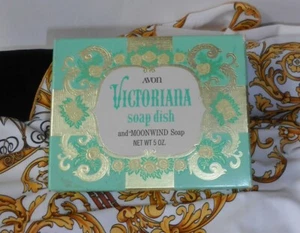 AVON
VICTORIANA
soap dish
and MOONWIND Soap
NET WT 5 OZ.